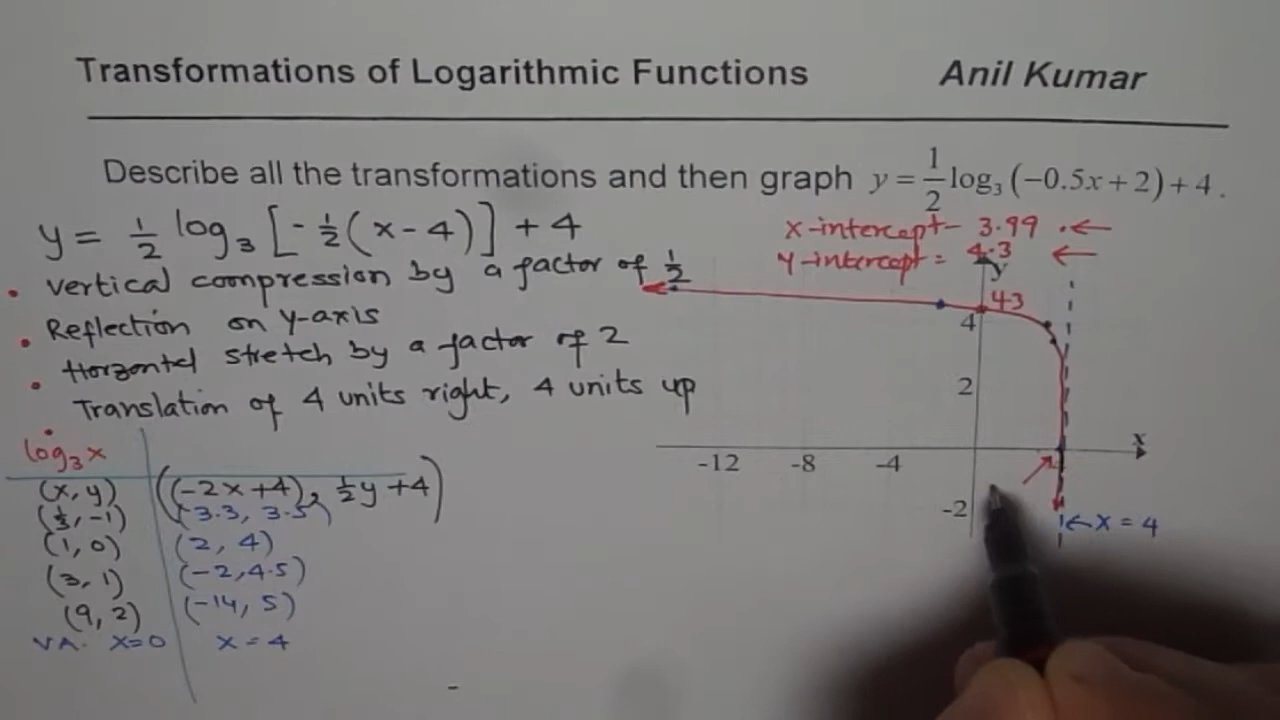 Transformations of Logarithmic Functions Anil Kumar
Describe all the transformations and then graph y = 1/2 log₃(−0.5x+2)+4.
y = 1/2 log₃ [-1/2(x-4)] + 4
x-intercept - 3.99 ←
y-intercept = 4.3 ←
• Vertical compression by a factor of 1/2
• Reflection on y-axis
• Horzontel stretch by a factor of 2
• Translation of 4 units right, 4 units up
y
4.3
4
2
-12 -8 -4 x
-2
← x = 4
log₃x
(x, y) ((-2x+4), 1/2y+4)
(1/3, -1) (3.3, 3.5)
(1, 0) (2, 4)
(3, 1) (-2, 4.5)
(9, 2) (-14, 5)
VA. x=0 x = 4